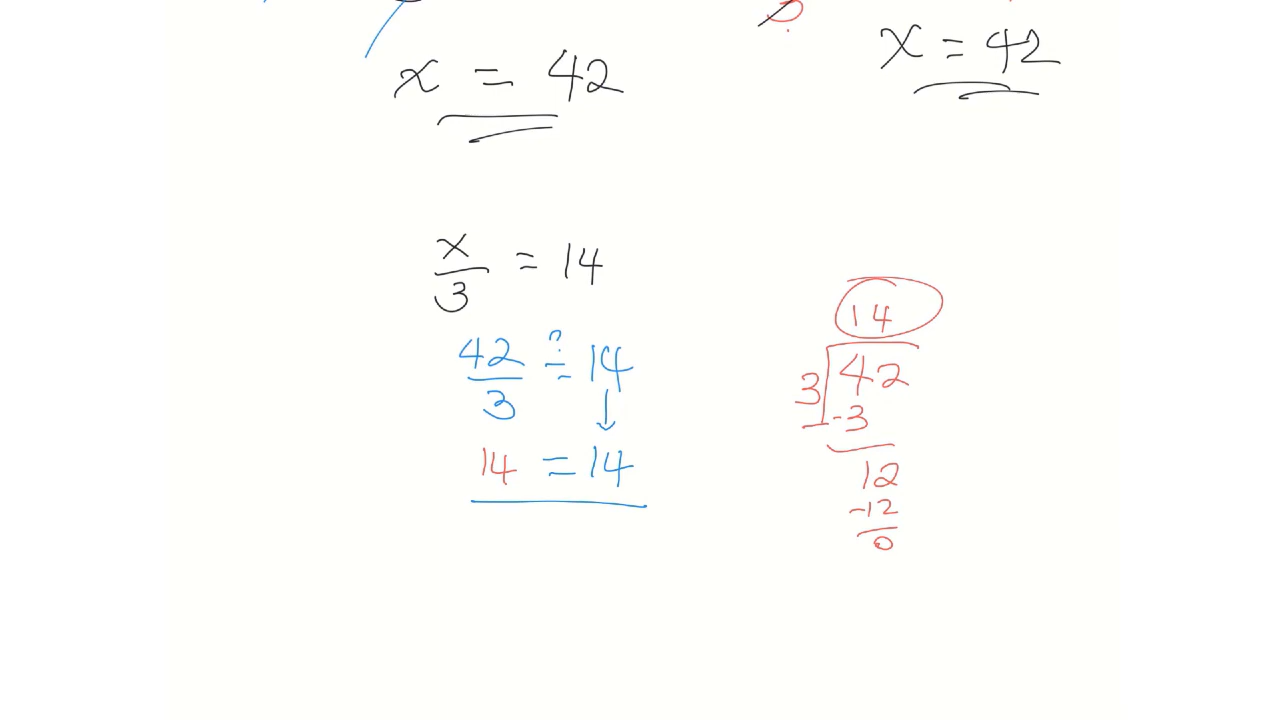 x = 42
x = 42
x/3 = 14
42/3 ?= 14
14 = 14
14
3 42
-3
12
-12
0